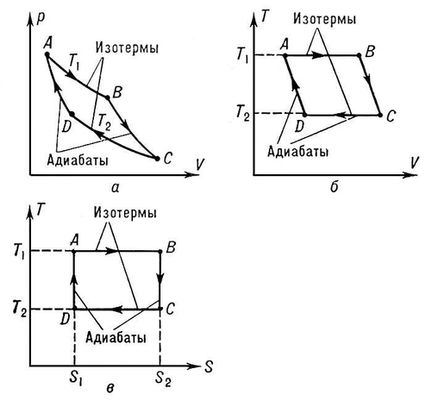 p
A
T₁
Изотермы
B
D
T₂
Адиабаты
C
V
а
T
Изотермы
T₁
A
B
T₂
D
C
Адиабаты
V
б
T
Изотермы
T₁
A
B
T₂
D
C
Адиабаты
S₁
S₂
S
в